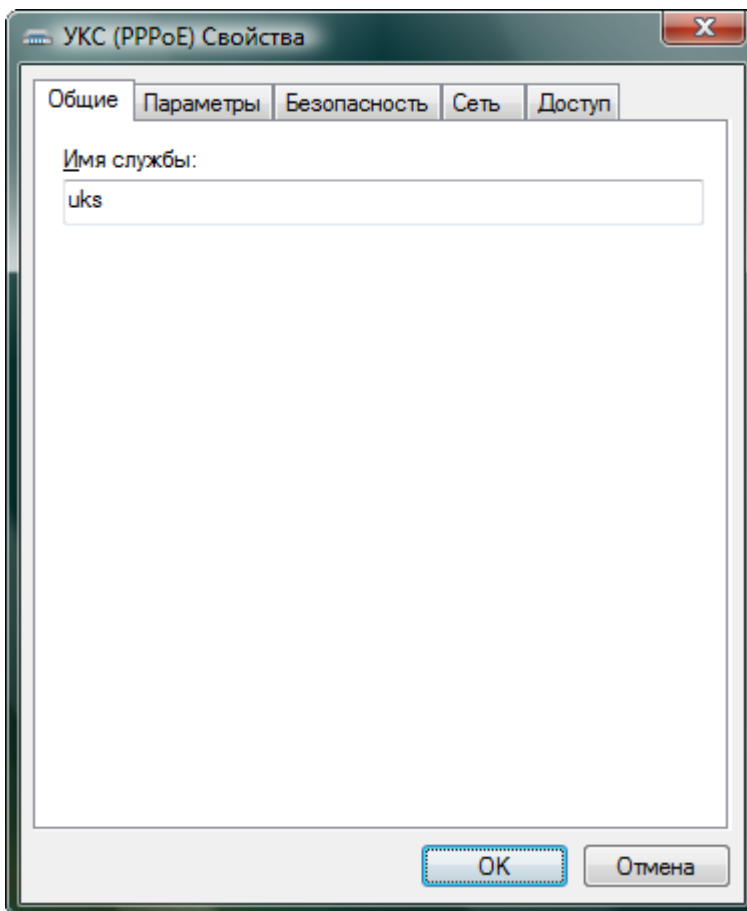 УКС (PPPoE) Свойства
Общие Параметры Безопасность Сеть Доступ
Имя службы:
uks
OK Отмена